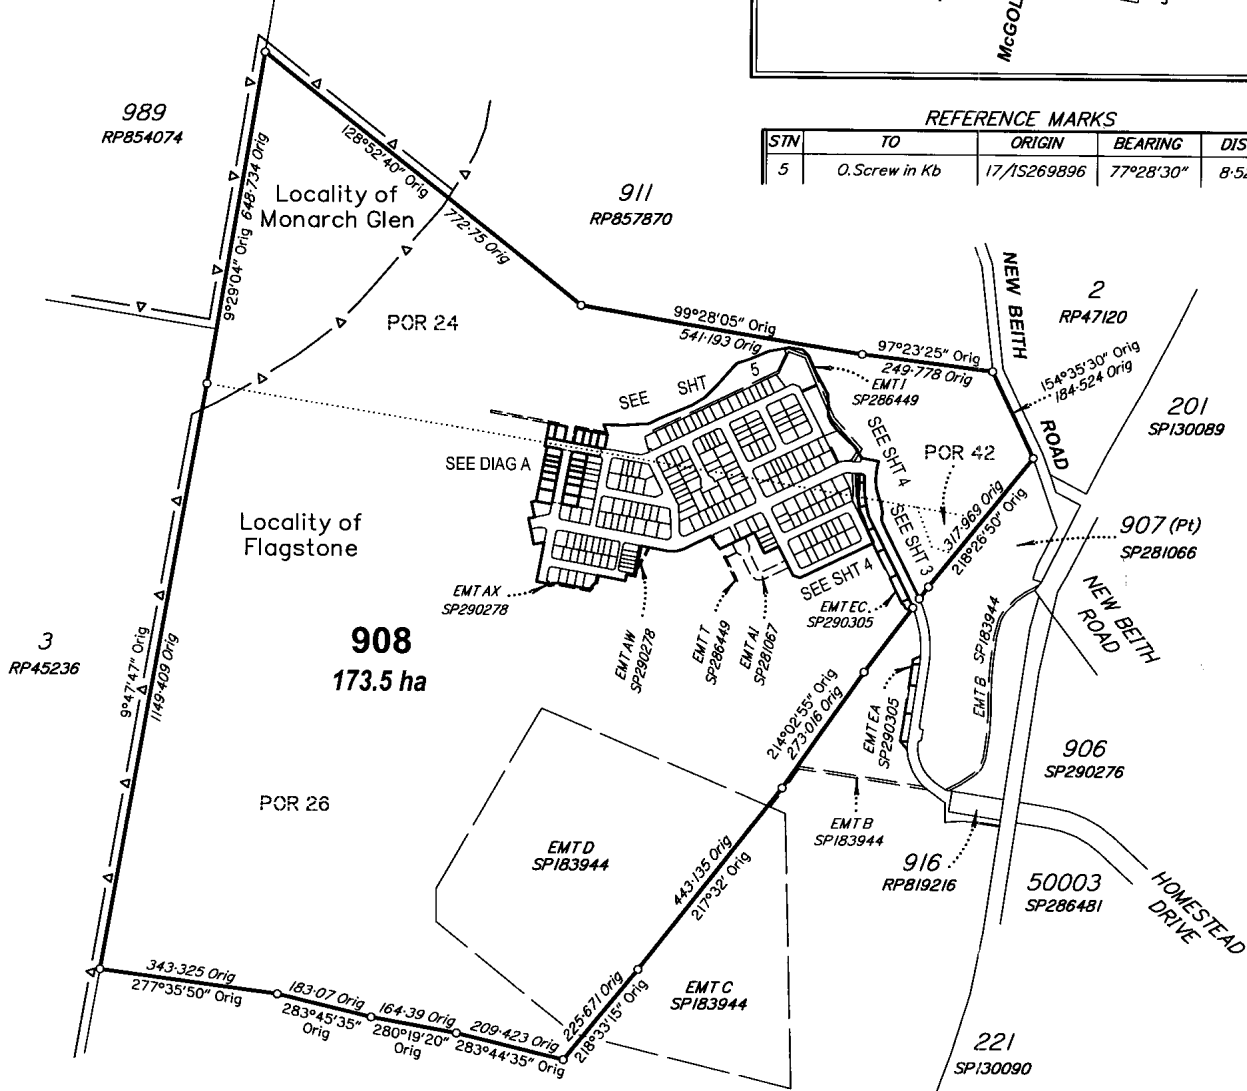 McGOL
REFERENCE MARKS
STN TO ORIGIN BEARING DIS
5 O.Screw in Kb 17/IS269896 77°28'30" 8·52
989
RP854074
9°29'04" Orig 648·734 Orig
128°52'40" Orig
772·75 Orig
Locality of
Monarch Glen
911
RP857870
POR 24
99°28'05" Orig
541·193 Orig
97°23'25" Orig
249·778 Orig
NEW BEITH
ROAD
2
RP47120
154°35'30" Orig
184·524 Orig
201
SP130089
EMT I
SP286449
SEE SHT 5
SEE SHT 4
POR 42
SEE DIAG A
Locality of
Flagstone
SEE SHT 3
317·969 Orig
218°26'50" Orig
907 (Pt)
SP281066
SEE SHT 4
EMT AX
SP290278
EMT AW
SP290278
EMT T
SP286449
EMT AI
SP281067
EMT EC
SP290305
NEW BEITH
ROAD
EMT B SP183944
3
RP45236
908
173.5 ha
9°47'47" Orig
1149·409 Orig
214°02'55" Orig
273·016 Orig
EMT EA
SP290305
906
SP290276
POR 26
EMT D
SP183944
EMT B
SP183944
443·135 Orig
217°32' Orig
916
RP819216
50003
SP286481
HOMESTEAD
DRIVE
343·325 Orig
277°35'50" Orig
183·07 Orig
283°45'35"
Orig
164·39 Orig
280°19'20"
Orig
209·423 Orig
283°44'35" Orig
225·671 Orig
218°33'15" Orig
EMT C
SP183944
221
SP130090